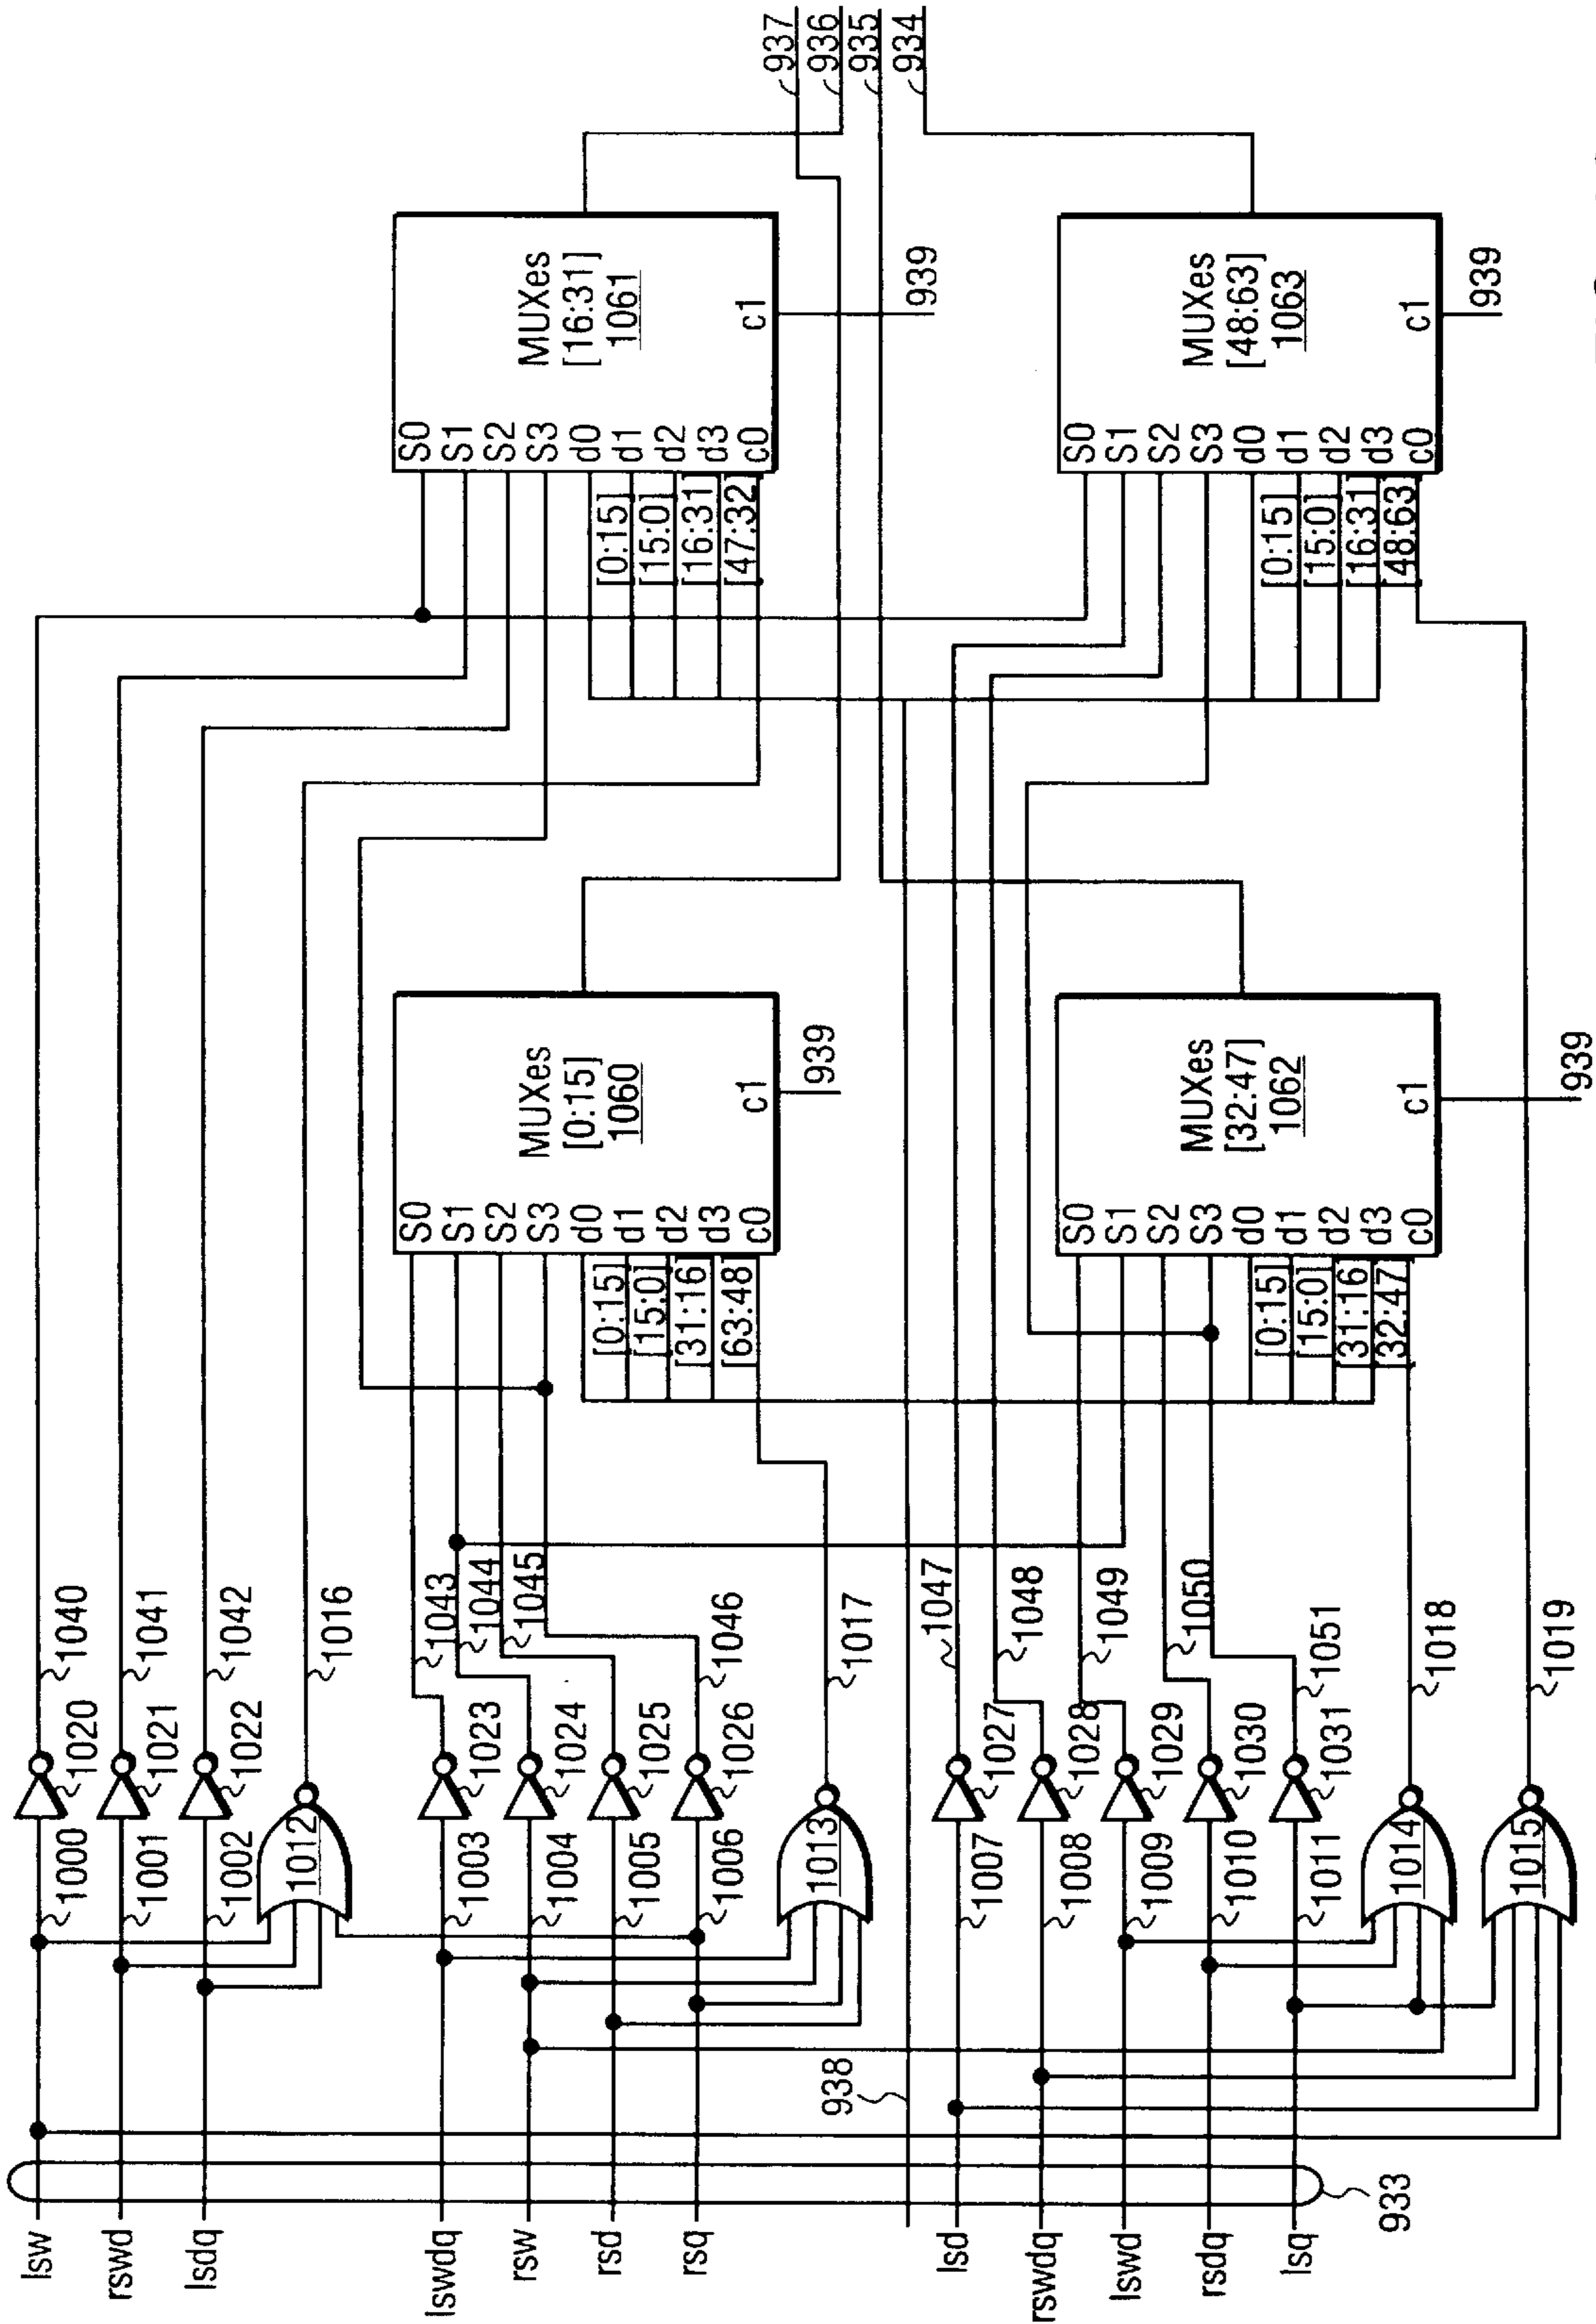 937
936
935
934
MUXes
[16:31]
1061
S0
S1
S2
S3
d0
d1
d2
d3
c0
c1
939
[0:15]
[15:0]
[16:31]
[47:32]
MUXes
[48:63]
1063
S0
S1
S2
S3
d0
d1
d2
d3
c0
c1
939
[0:15]
[15:0]
[16:31]
[48:63]
MUXes
[0:15]
1060
S0
S1
S2
S3
d0
d1
d2
d3
c0
c1
939
[0:15]
[15:0]
[31:16]
[63:48]
MUXes
[32:47]
1062
S0
S1
S2
S3
d0
d1
d2
d3
c0
c1
939
[0:15]
[15:0]
[31:16]
[32:47]
lsw 1000 1020 1040
rswd 1001 1021 1041
lsdq 1002 1022 1042
1012 1016
lswdq 1003 1023 1043
rsw 1004 1024 1044
rsd 1005 1025 1045
rsq 1006 1026 1046
1013 1017
938
lsd 1007 1027 1047
rswdq 1008 1028 1048
lswd 1009 1029 1049
rsdq 1010 1030 1050
lsq 1011 1031 1051
1014 1018
1015 1019
933